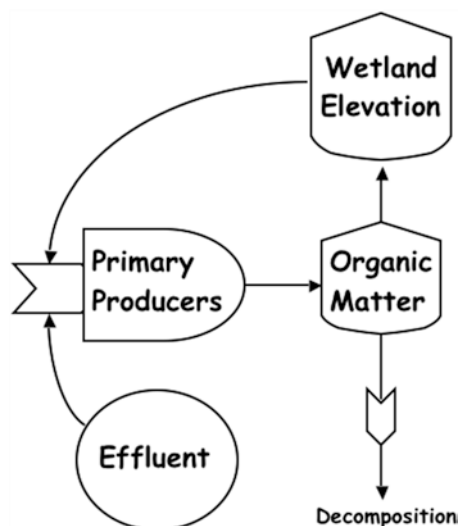 Wetland
Elevation
Primary
Producers
Organic
Matter
Effluent
Decomposition